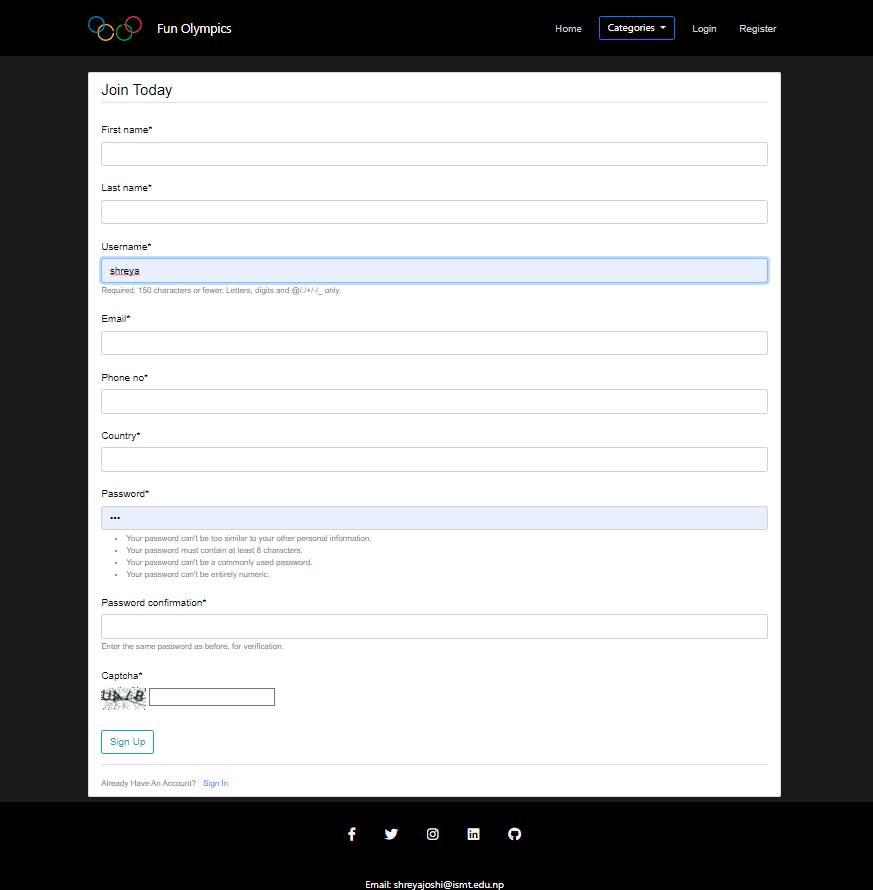 Fun Olympics
Home
Categories
Login
Register
Join Today
First name*
Last name*
Username*
shreya
Required. 150 characters or fewer. Letters, digits and @/./+/-/_ only.
Email*
Phone no*
Country*
Password*
•••
• Your password can't be too similar to your other personal information.
• Your password must contain at least 8 characters.
• Your password can't be a commonly used password.
• Your password can't be entirely numeric.
Password confirmation*
Enter the same password as before, for verification.
Captcha*
Sign Up
Already Have An Account? Sign In
Email: shreyajoshi@ismt.edu.np